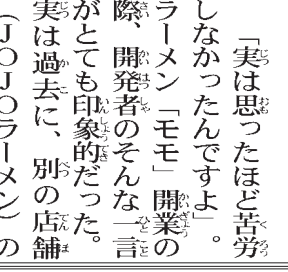 「実は思ったほど苦労
しなかったんですよ」。
ラーメン「モモ」開業の
際、開発者のそんな一言
がとても印象的だった。
実は過去に、別の店舗
（JOJOラーメン）の